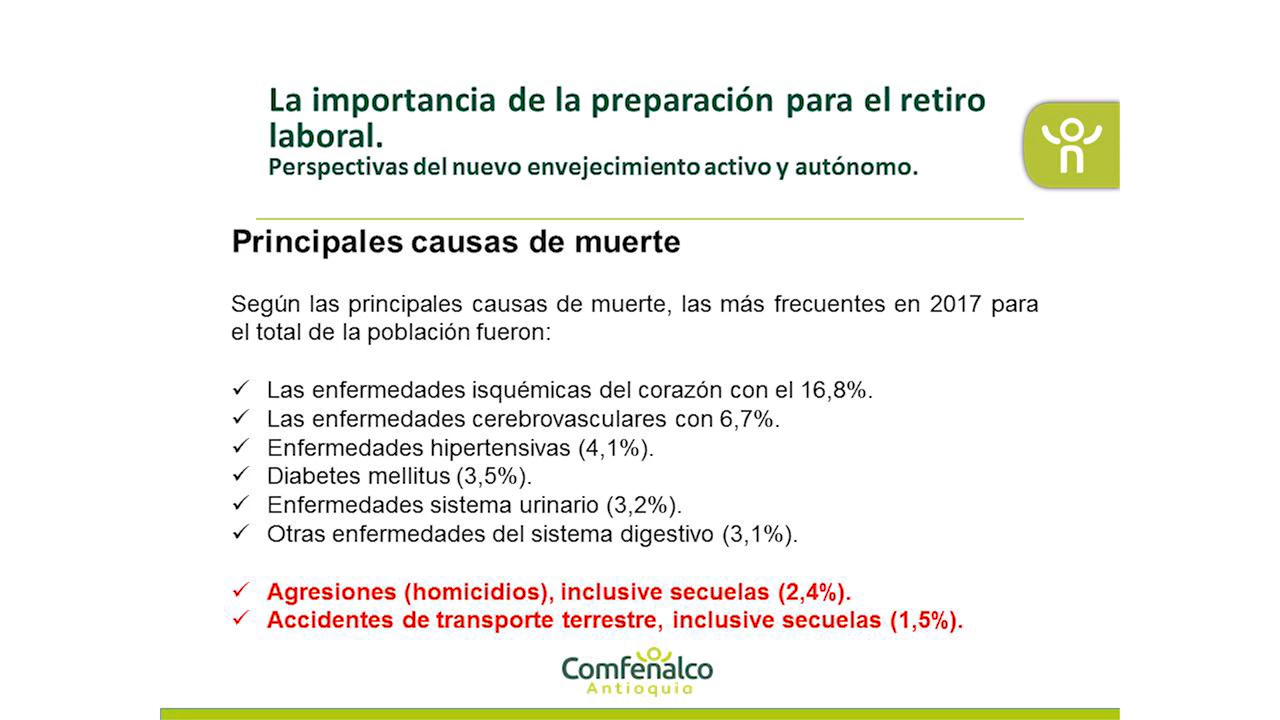 La importancia de la preparación para el retiro
laboral.
Perspectivas del nuevo envejecimiento activo y autónomo.
Principales causas de muerte
Según las principales causas de muerte, las más frecuentes en 2017 para
el total de la población fueron:
✓ Las enfermedades isquémicas del corazón con el 16,8%.
✓ Las enfermedades cerebrovasculares con 6,7%.
✓ Enfermedades hipertensivas (4,1%).
✓ Diabetes mellitus (3,5%).
✓ Enfermedades sistema urinario (3,2%).
✓ Otras enfermedades del sistema digestivo (3,1%).
✓ Agresiones (homicidios), inclusive secuelas (2,4%).
✓ Accidentes de transporte terrestre, inclusive secuelas (1,5%).
Comfenalco
Antioquia